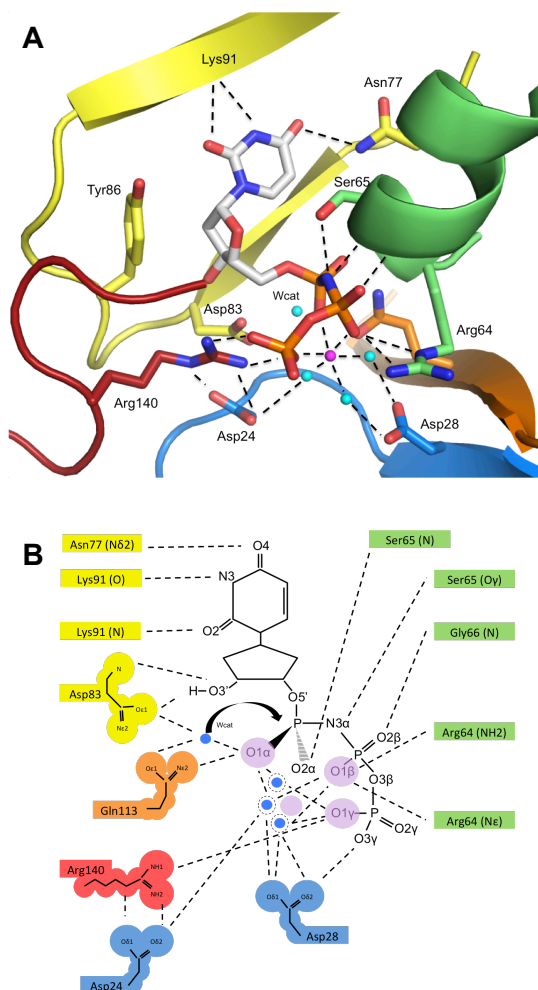 A
Lys91
Asn77
Tyr86
Ser65
Wcat
Asp83
Arg64
Arg140
Asp24
Asp28
B
Asn77 (Nδ2)
Ser65 (N)
O4
Lys91 (O)
N3
Ser65 (Oγ)
Lys91 (N)
O2
Gly66 (N)
N
Asp83
Oε1
Nε2
H O3'
O5'
Wcat
P
N3α
O2β
Arg64 (NH2)
O1α
P
Oε1
Nε2
O2α
O1β
O3β
Gln113
O1γ
P
O2γ
Arg64 (Nε)
O3γ
Arg140
NH1
NH2
Oδ1
Oδ2
Asp28
Oδ1
Oδ2
Asp24